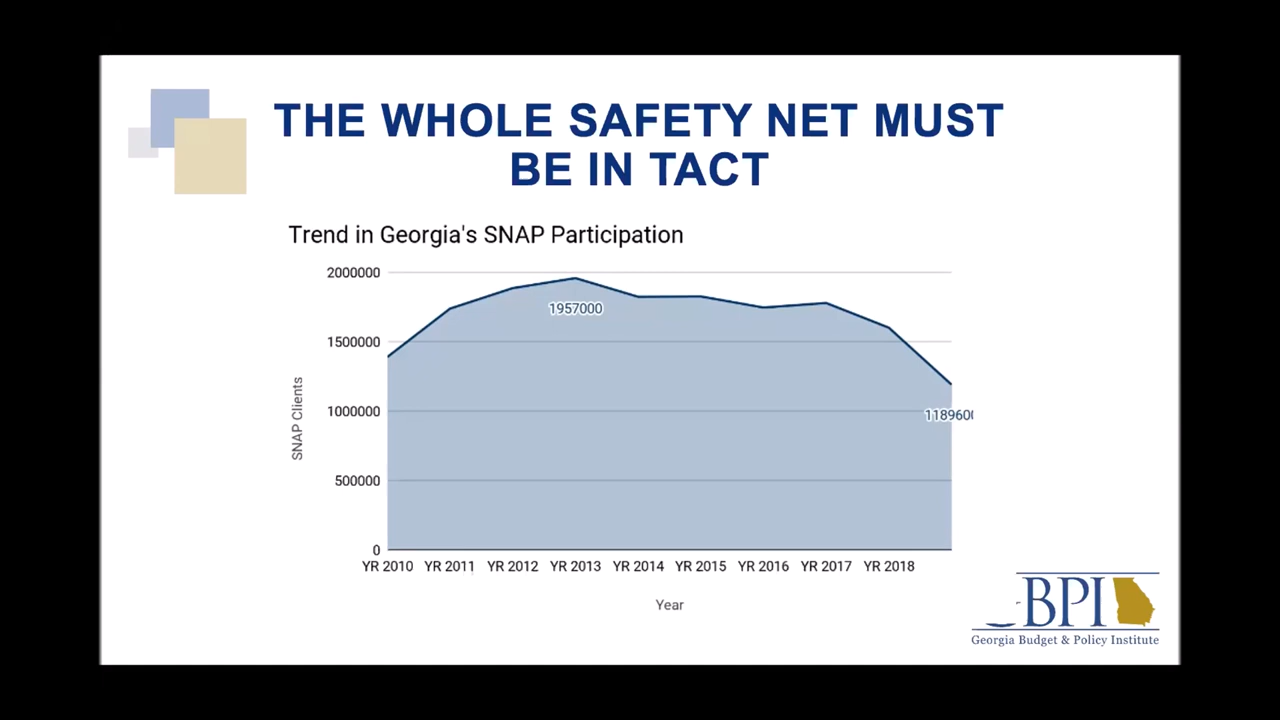 THE WHOLE SAFETY NET MUST
BE IN TACT
Trend in Georgia's SNAP Participation
2000000
1500000
1000000
500000
0
SNAP Clients
1957000
118960
YR 2010 YR 2011 YR 2012 YR 2013 YR 2014 YR 2015 YR 2016 YR 2017 YR 2018
Year
BPI
Georgia Budget & Policy Institute